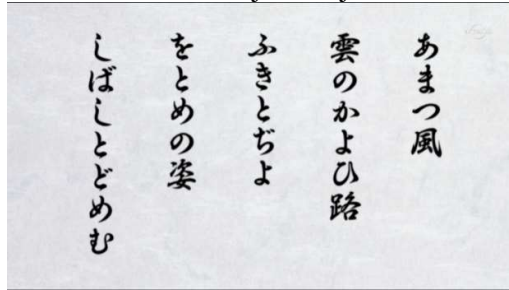 あまつ風
雲のかよひ路
ふきとぢよ
をとめの姿
しばしとどめむ